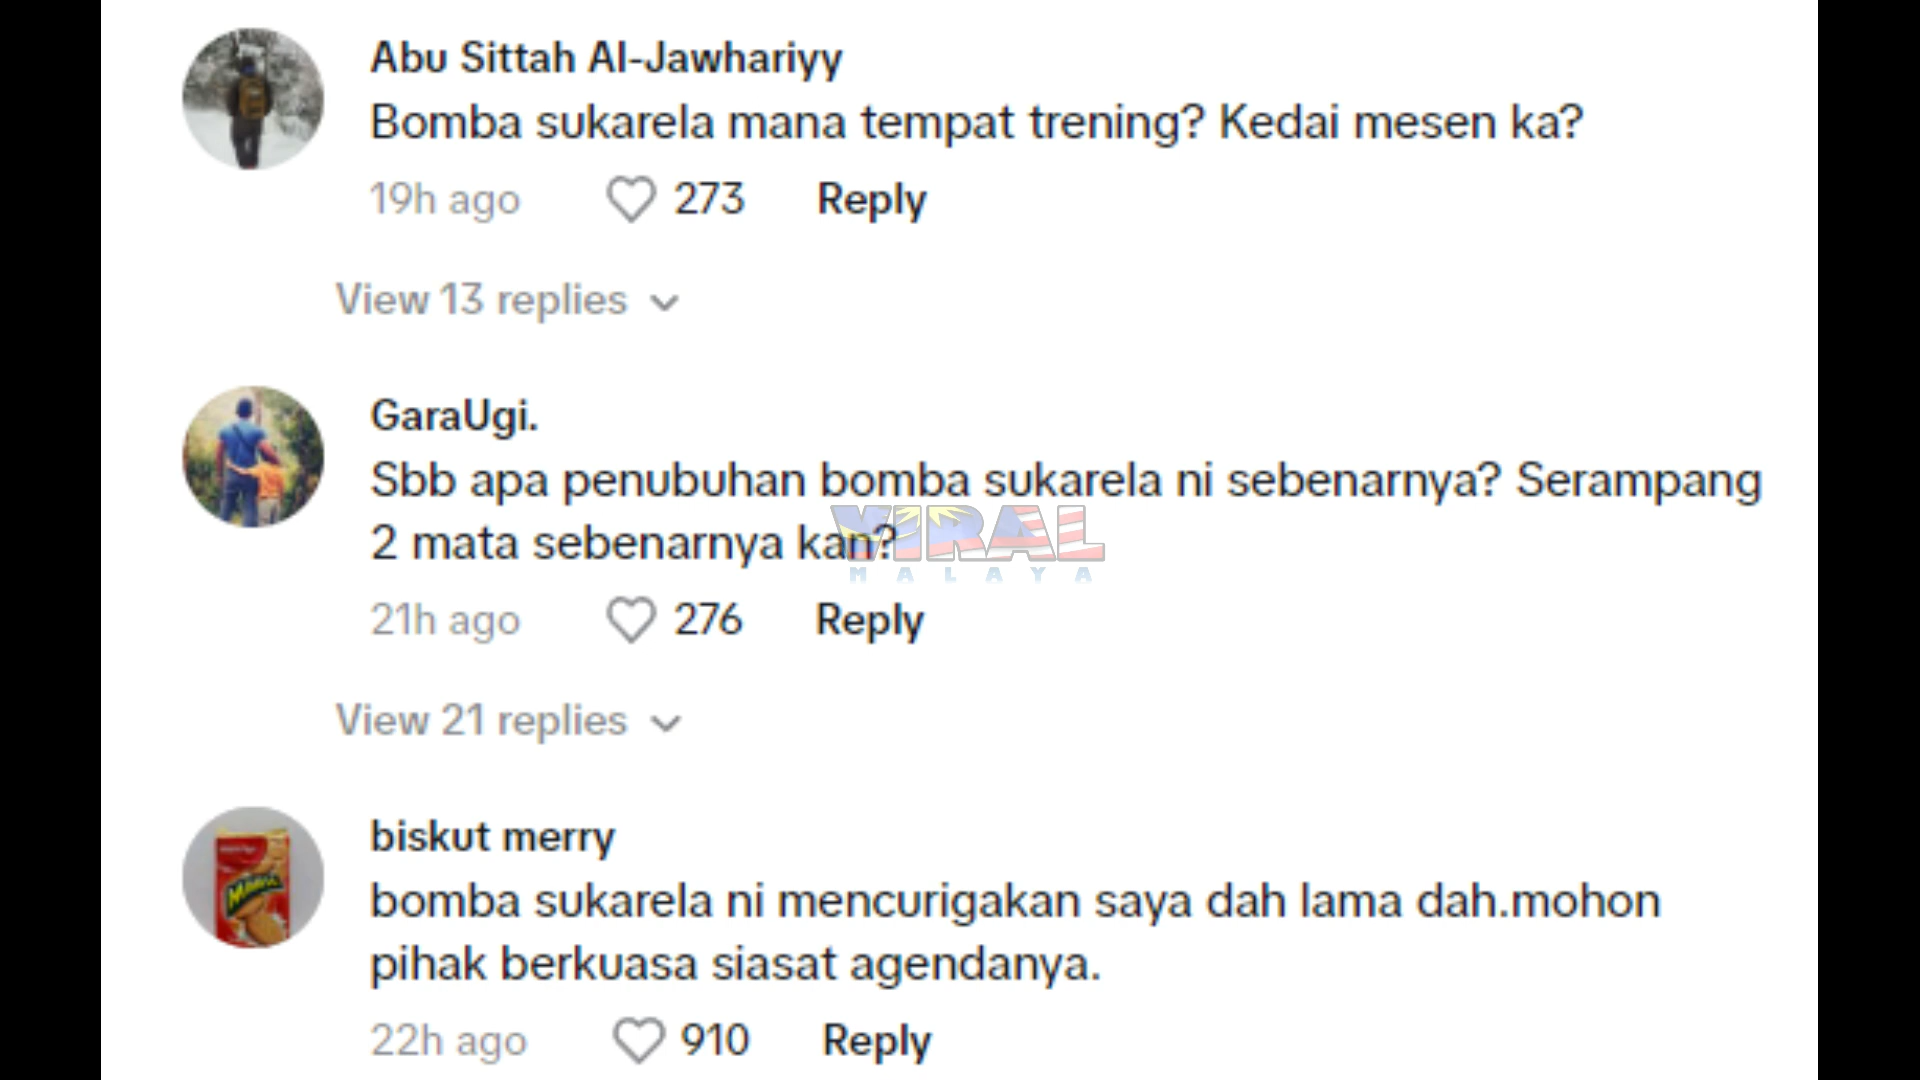 Abu Sittah Al-Jawhariyy
Bomba sukarela mana tempat trening? Kedai mesen ka?
19h ago 273 Reply
View 13 replies
GaraUgi.
Sbb apa penubuhan bomba sukarela ni sebenarnya? Serampang
2 mata sebenarnya kan?
VIRAL
MALAYA
21h ago 276 Reply
View 21 replies
biskut merry
bomba sukarela ni mencurigakan saya dah lama dah.mohon
pihak berkuasa siasat agendanya.
22h ago 910 Reply